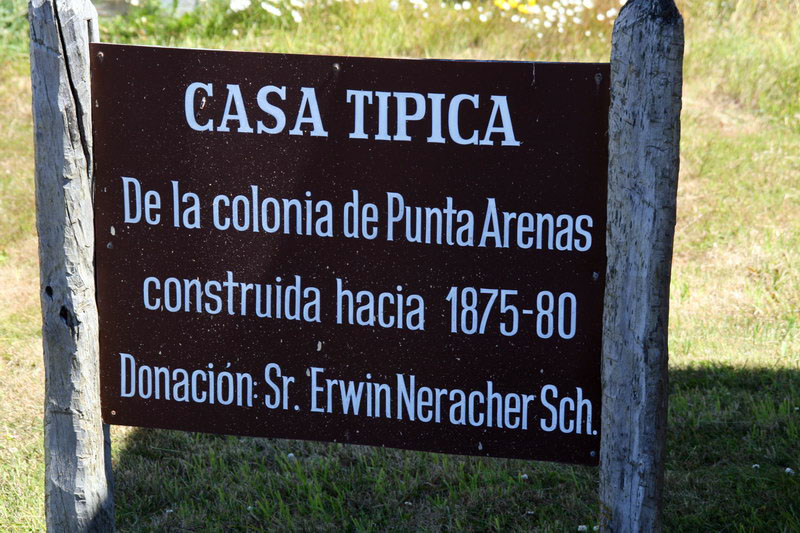 CASA TIPICA
De la colonia de Punta Arenas
construida hacia 1875-80
Donación: Sr. Erwin Neracher Sch.